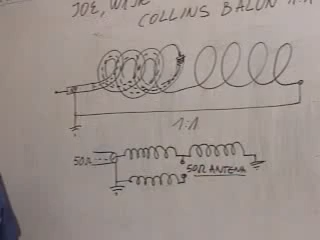 JOE, W1JR
COLLINS BALUN
1:1
50Ω
50Ω ANTENA